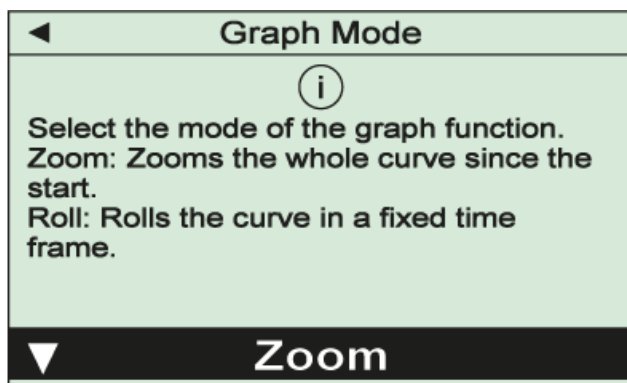 Graph Mode
i
Select the mode of the graph function.
Zoom: Zooms the whole curve since the
start.
Roll: Rolls the curve in a fixed time
frame.
Zoom